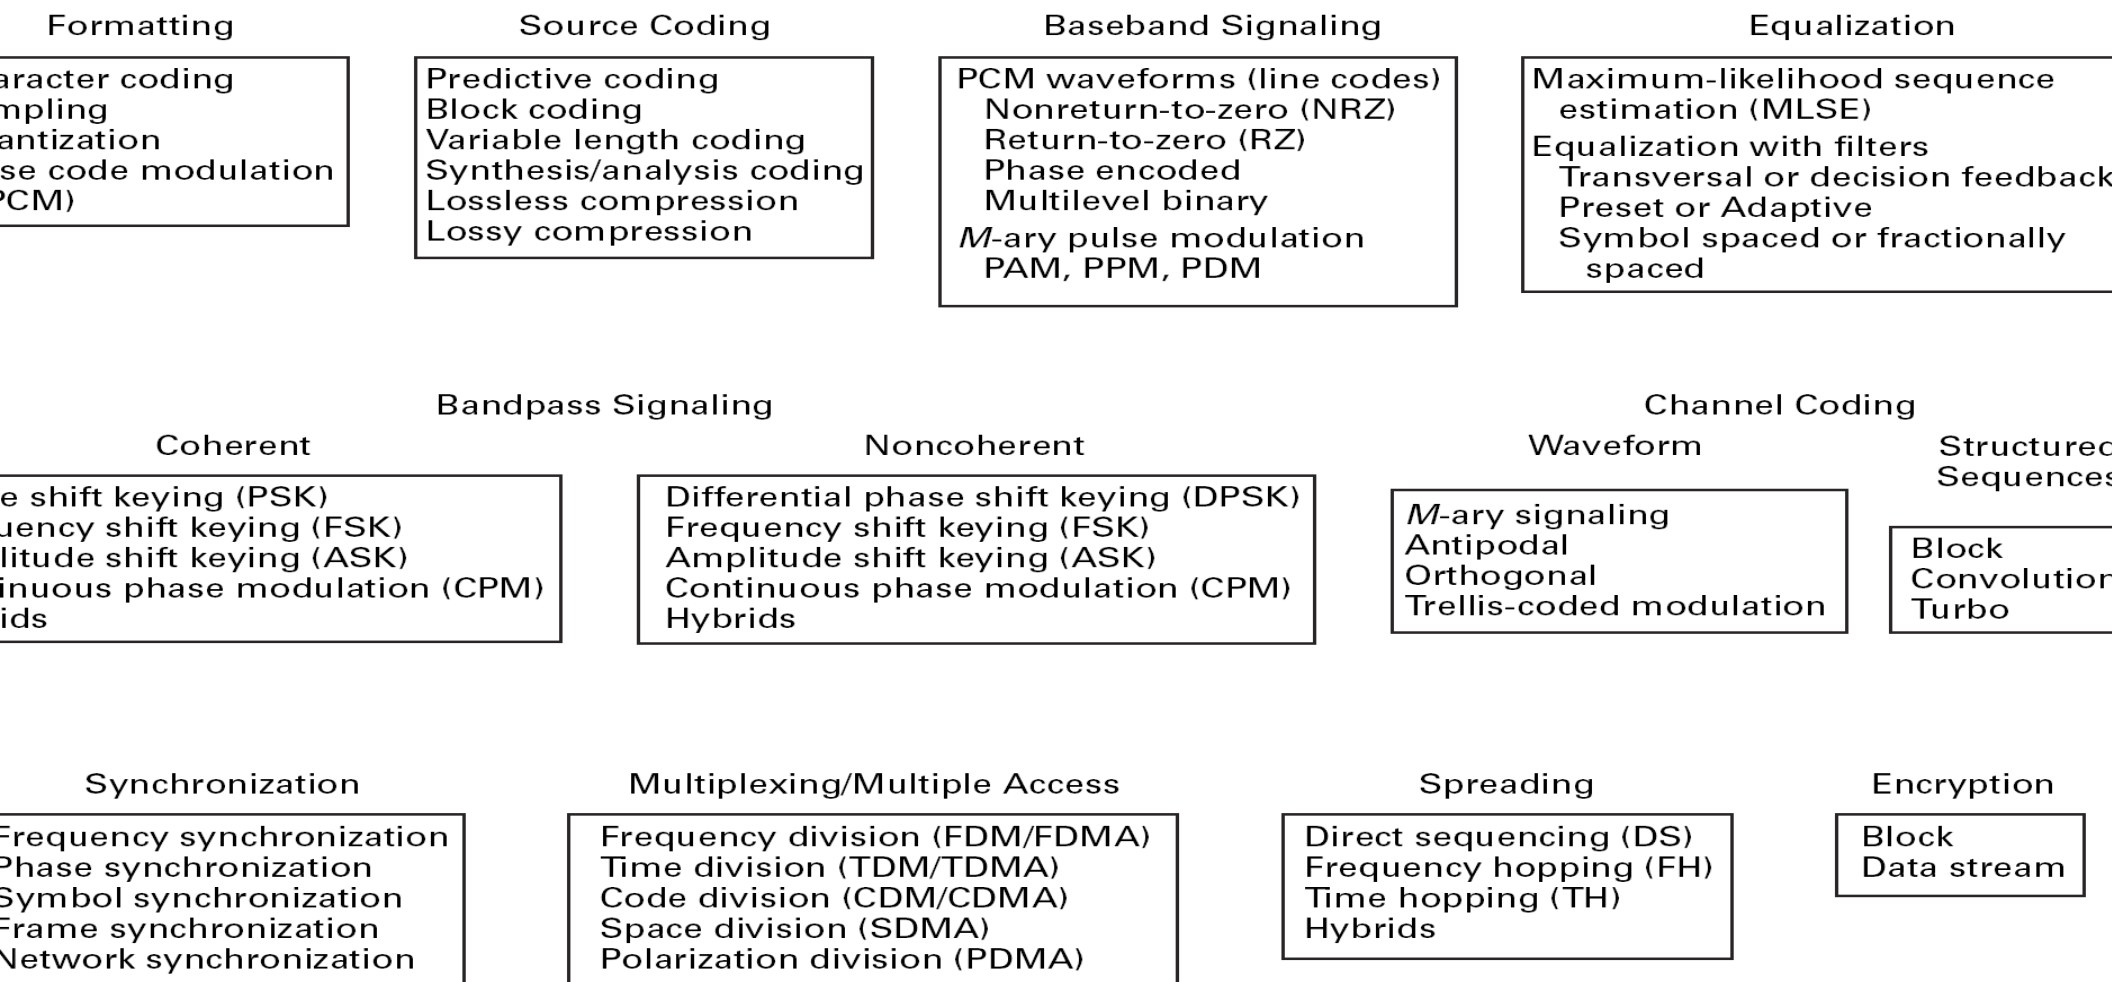 Formatting
aracter coding
mpling
antization
se code modulation
PCM)
Source Coding
Predictive coding
Block coding
Variable length coding
Synthesis/analysis coding
Lossless compression
Lossy compression
Baseband Signaling
PCM waveforms (line codes)
Nonreturn-to-zero (NRZ)
Return-to-zero (RZ)
Phase encoded
Multilevel binary
M-ary pulse modulation
PAM, PPM, PDM
Equalization
Maximum-likelihood sequence
estimation (MLSE)
Equalization with filters
Transversal or decision feedback
Preset or Adaptive
Symbol spaced or fractionally
spaced
Bandpass Signaling
Coherent
e shift keying (PSK)
uency shift keying (FSK)
litude shift keying (ASK)
inuous phase modulation (CPM)
ids
Noncoherent
Differential phase shift keying (DPSK)
Frequency shift keying (FSK)
Amplitude shift keying (ASK)
Continuous phase modulation (CPM)
Hybrids
Channel Coding
Waveform
M-ary signaling
Antipodal
Orthogonal
Trellis-coded modulation
Structured
Sequences
Block
Convolution
Turbo
Synchronization
Frequency synchronization
Phase synchronization
Symbol synchronization
Frame synchronization
Network synchronization
Multiplexing/Multiple Access
Frequency division (FDM/FDMA)
Time division (TDM/TDMA)
Code division (CDM/CDMA)
Space division (SDMA)
Polarization division (PDMA)
Spreading
Direct sequencing (DS)
Frequency hopping (FH)
Time hopping (TH)
Hybrids
Encryption
Block
Data stream